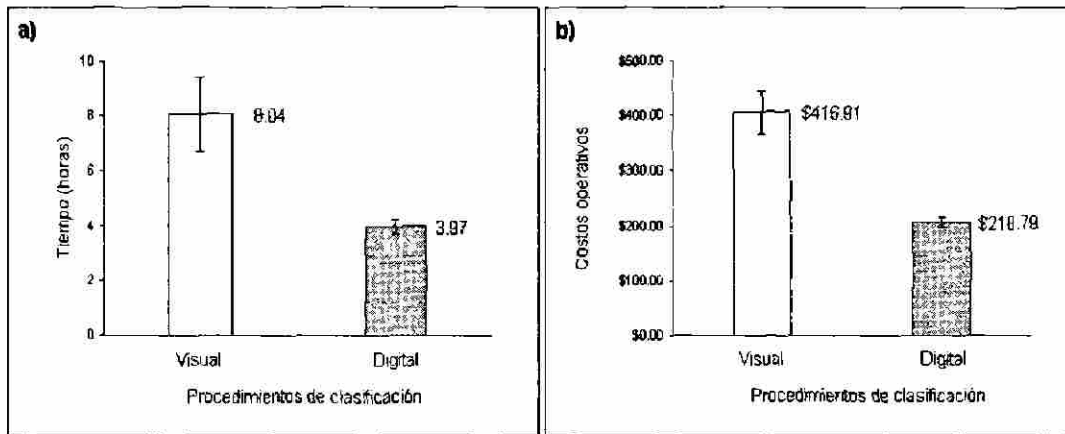 a)
10
8
6
4
2
0
Tiempo (horas)
8.04
3.97
Visual
Digital
Procedimientos de clasificación
b)
$500.00
$400.00
$300.00
$200.00
$100.00
$0.00
Costos operativos
$416.91
$218.79
Visual
Digital
Procedimientos de clasificación